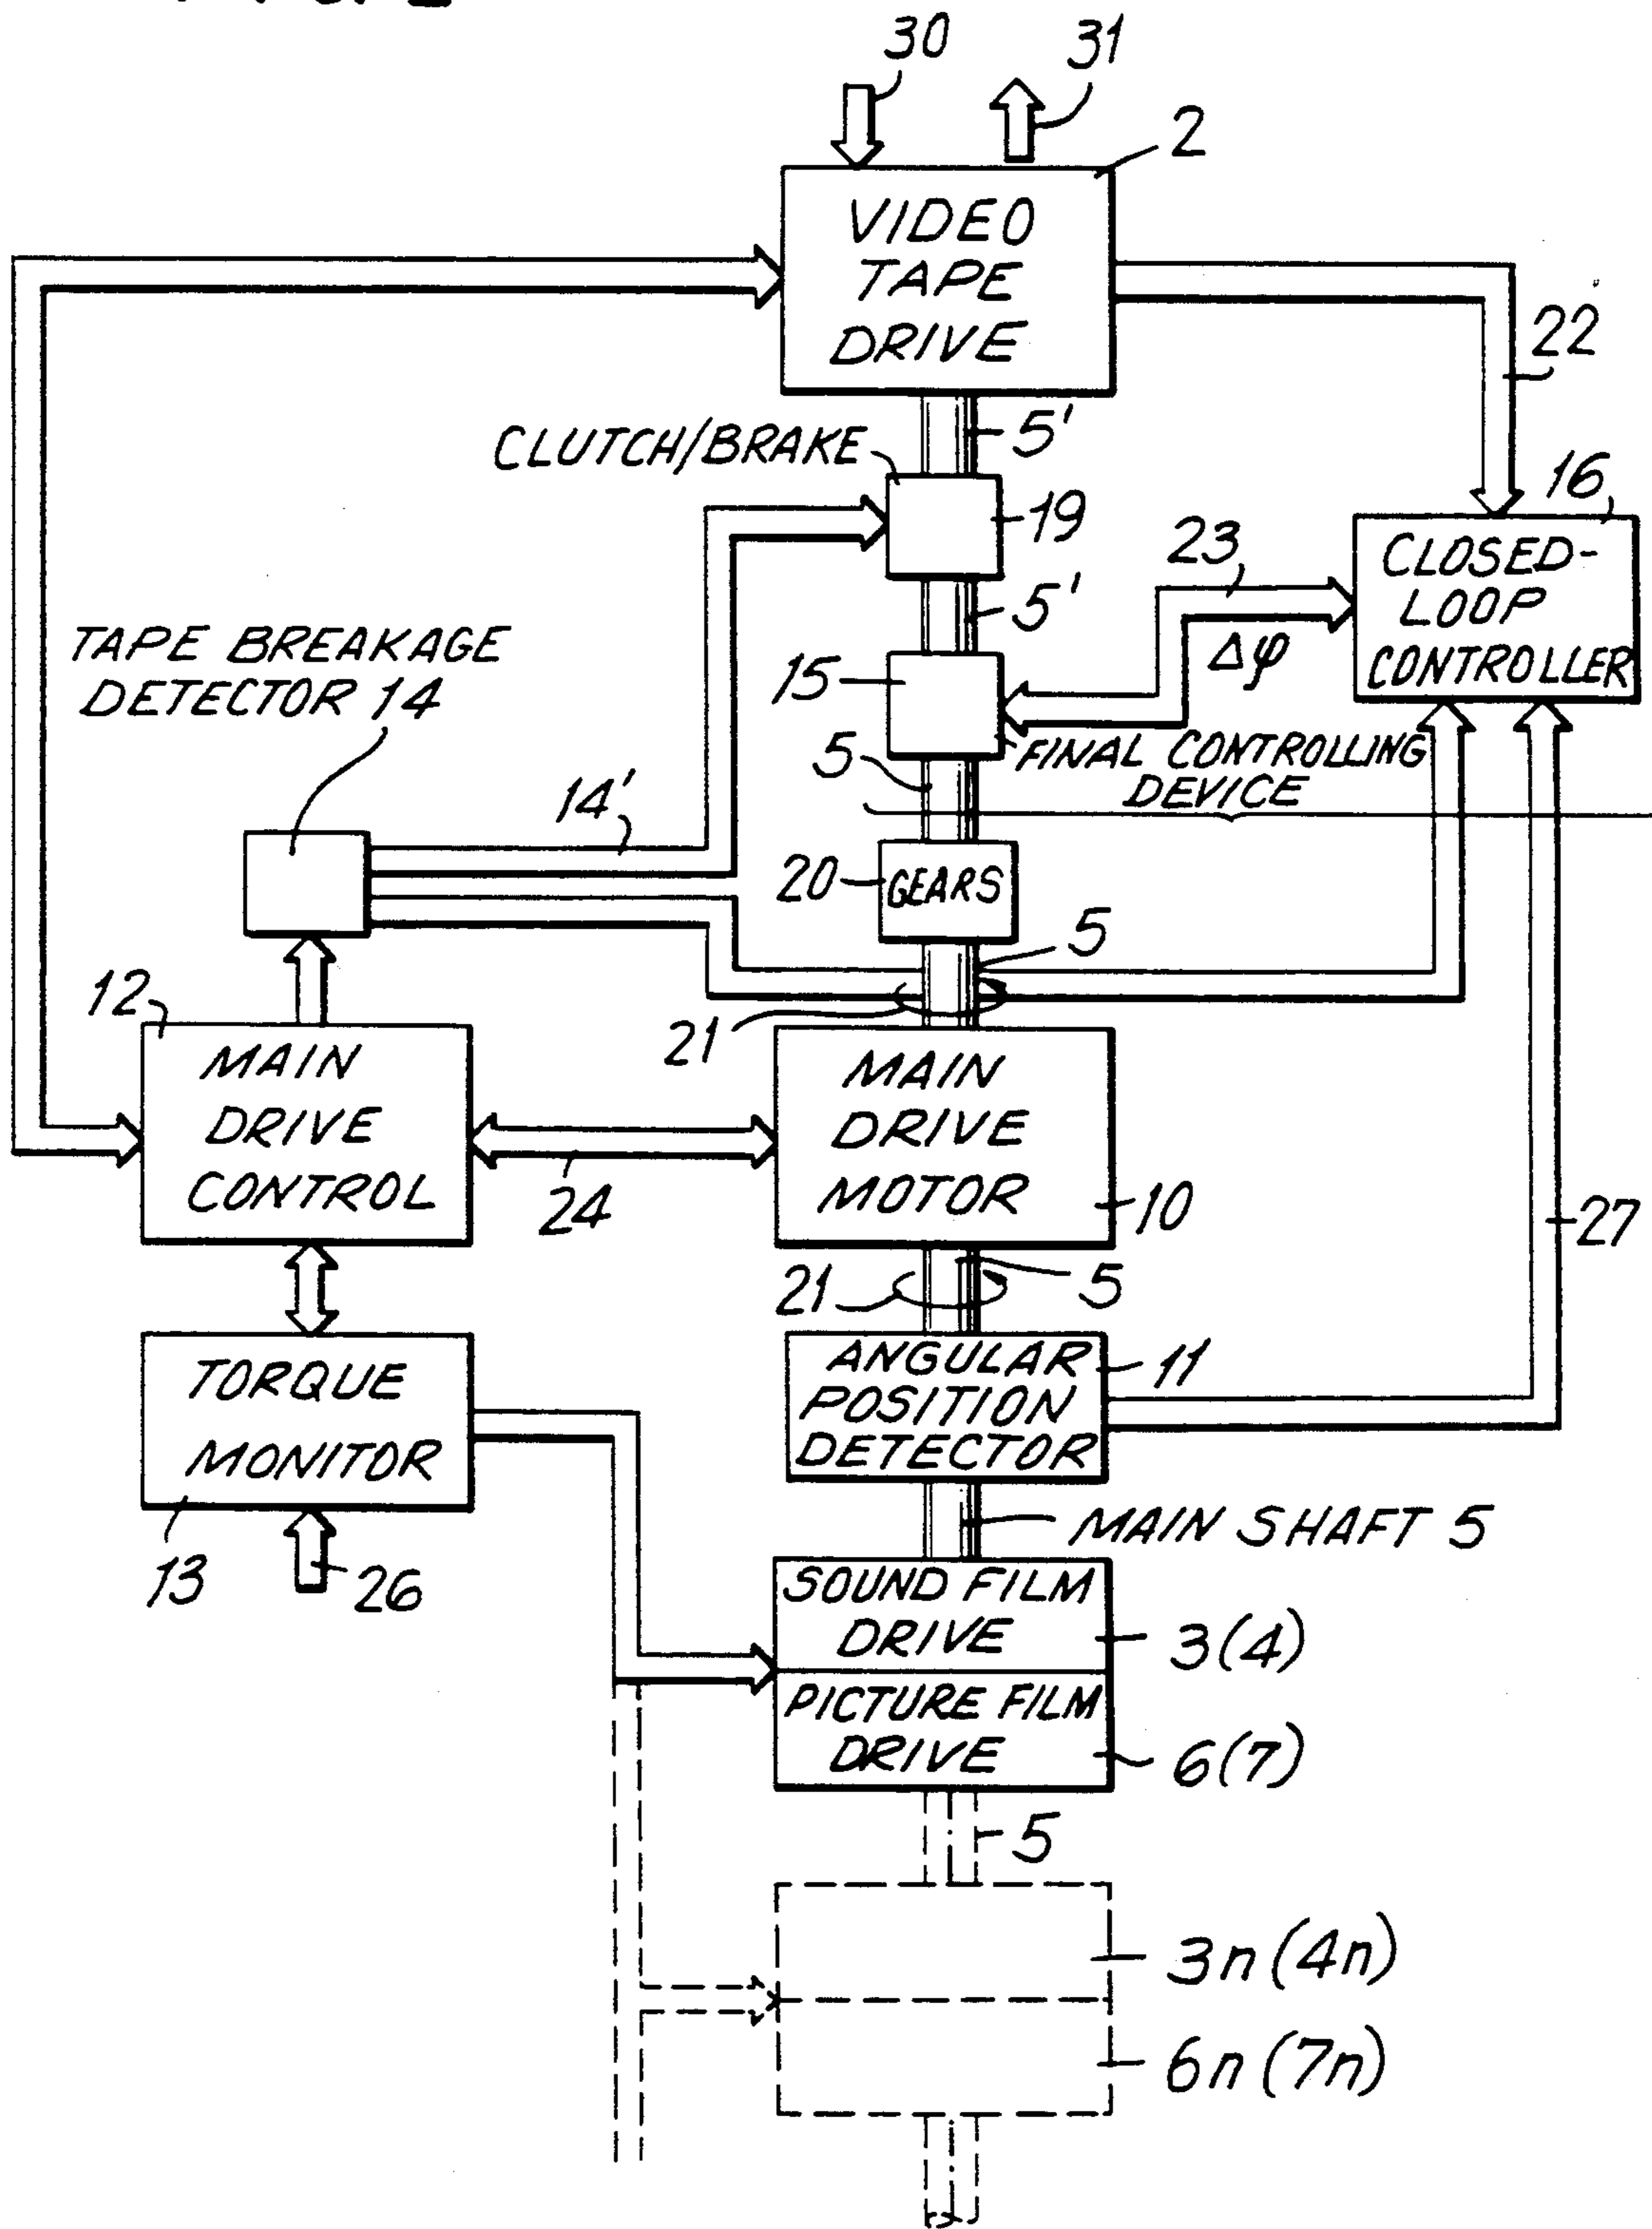 30
31
2
VIDEO
TAPE
DRIVE
22
5'
CLUTCH/BRAKE
19
16
23
CLOSED-
LOOP
CONTROLLER
5'
Δφ
TAPE BREAKAGE
DETECTOR 14
15
FINAL CONTROLLING
DEVICE
5
14'
20
GEARS
5
12
21
MAIN
DRIVE
CONTROL
MAIN
DRIVE
MOTOR
24
10
27
21
5
TORQUE
MONITOR
ANGULAR
POSITION
DETECTOR
11
13
26
MAIN SHAFT 5
SOUND FILM
DRIVE
3(4)
PICTURE FILM
DRIVE
6(7)
5
3n(4n)
6n(7n)